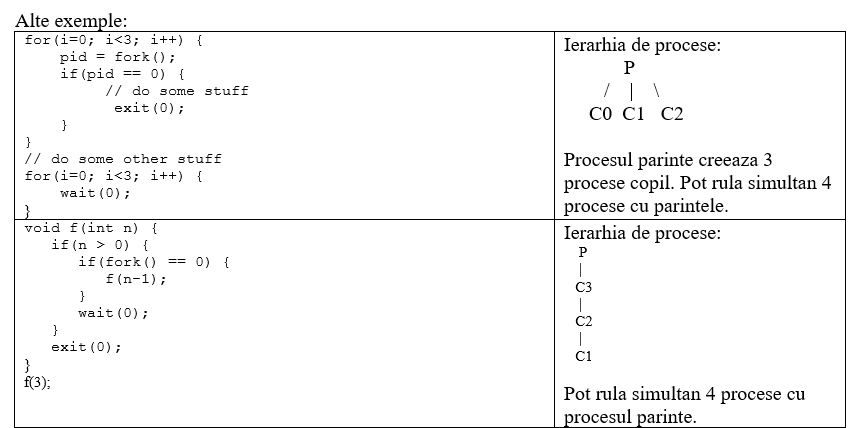 Alte exemple:
for(i=0; i<3; i++) {
pid = fork();
if(pid == 0) {
// do some stuff
exit(0);
}
}
// do some other stuff
for(i=0; i<3; i++) {
wait(0);
}
Ierarhia de procese:
P
/ | \
C0 C1 C2
Procesul parinte creeaza 3
procese copil. Pot rula simultan 4
procese cu parintele.
void f(int n) {
if(n > 0) {
if(fork() == 0) {
f(n-1);
}
wait(0);
}
exit(0);
}
f(3);
Ierarhia de procese:
P
|
C3
|
C2
|
C1
Pot rula simultan 4 procese cu
procesul parinte.